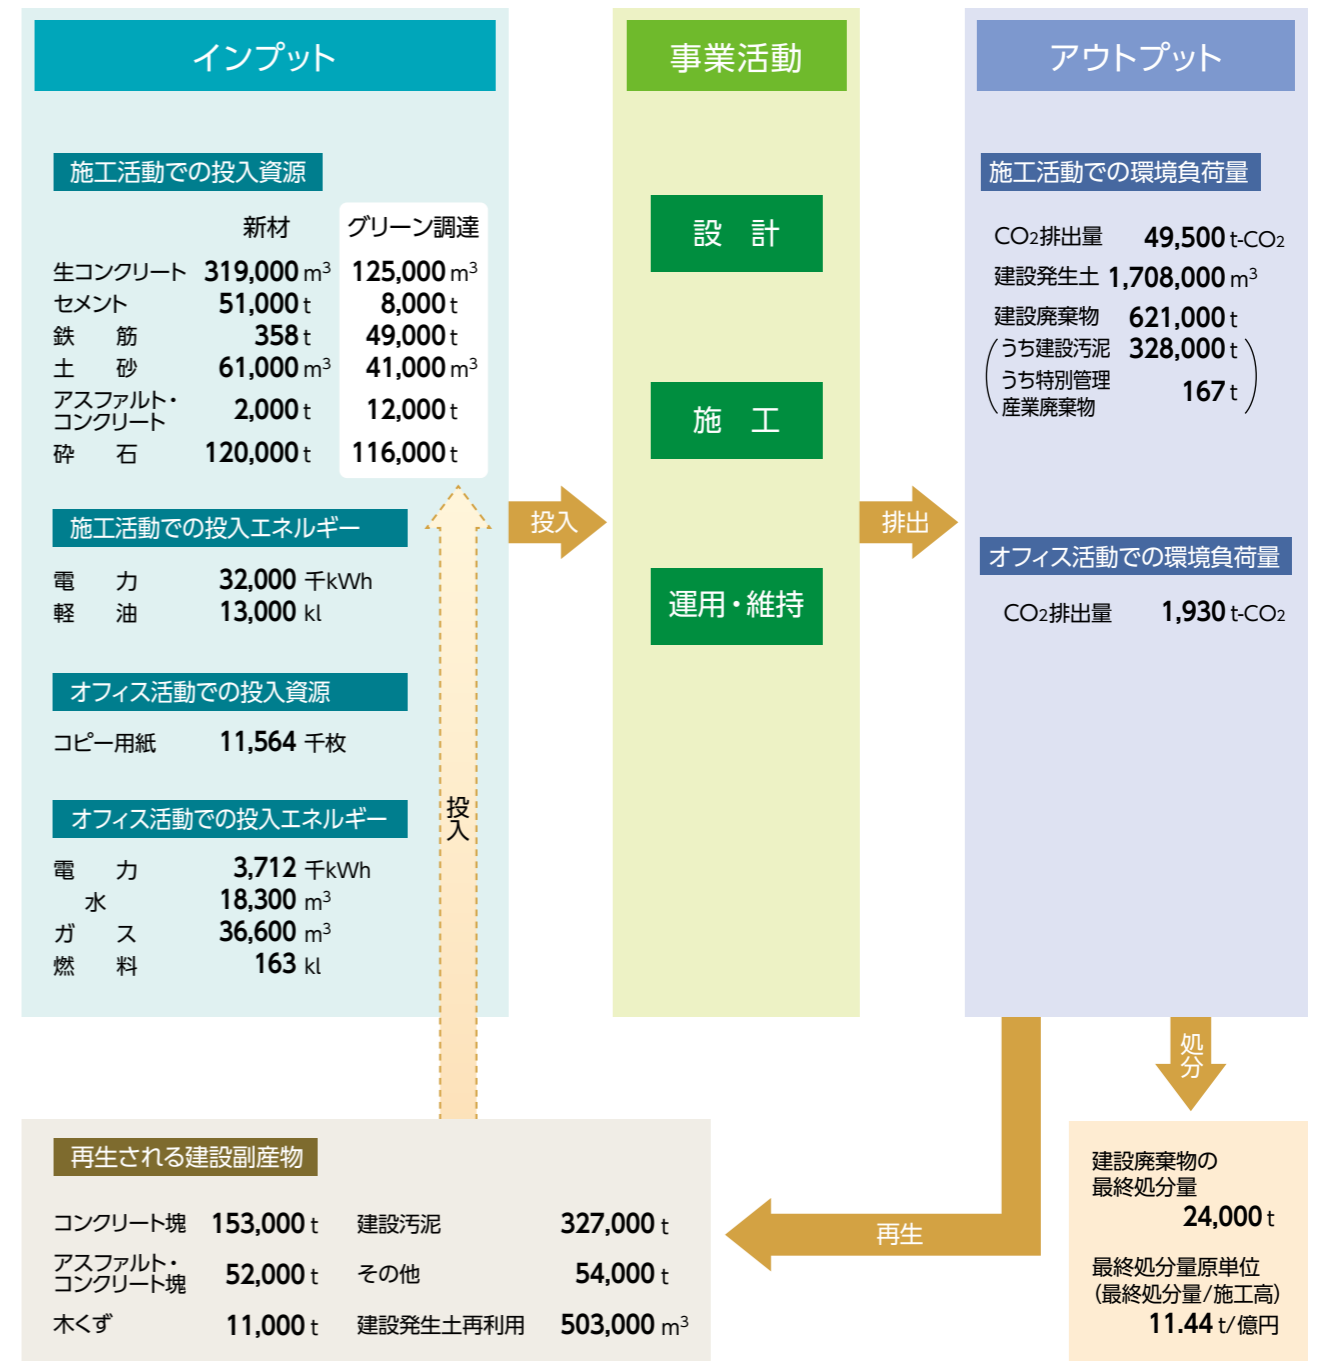 インプット
施工活動での投入資源
新材 グリーン調達
生コンクリート 319,000 m³ 125,000 m³
セメント 51,000 t 8,000 t
鉄筋 358 t 49,000 t
土砂 61,000 m³ 41,000 m³
アスファルト・
コンクリート 2,000 t 12,000 t
砕石 120,000 t 116,000 t
施工活動での投入エネルギー
電力 32,000 千kWh
軽油 13,000 kl
オフィス活動での投入資源
コピー用紙 11,564 千枚
オフィス活動での投入エネルギー
電力 3,712 千kWh
水 18,300 m³
ガス 36,600 m³
燃料 163 kl
投入
投入
事業活動
設計
施工
運用・維持
排出
アウトプット
施工活動での環境負荷量
CO₂排出量 49,500 t-CO₂
建設発生土 1,708,000 m³
建設廃棄物 621,000 t
うち建設汚泥 328,000 t
うち特別管理
産業廃棄物 167 t
オフィス活動での環境負荷量
CO₂排出量 1,930 t-CO₂
処分
建設廃棄物の
最終処分量
24,000 t
最終処分量原単位
(最終処分量/施工高)
11.44 t/億円
再生
再生される建設副産物
コンクリート塊 153,000 t 建設汚泥 327,000 t
アスファルト・
コンクリート塊 52,000 t その他 54,000 t
木くず 11,000 t 建設発生土再利用 503,000 m³